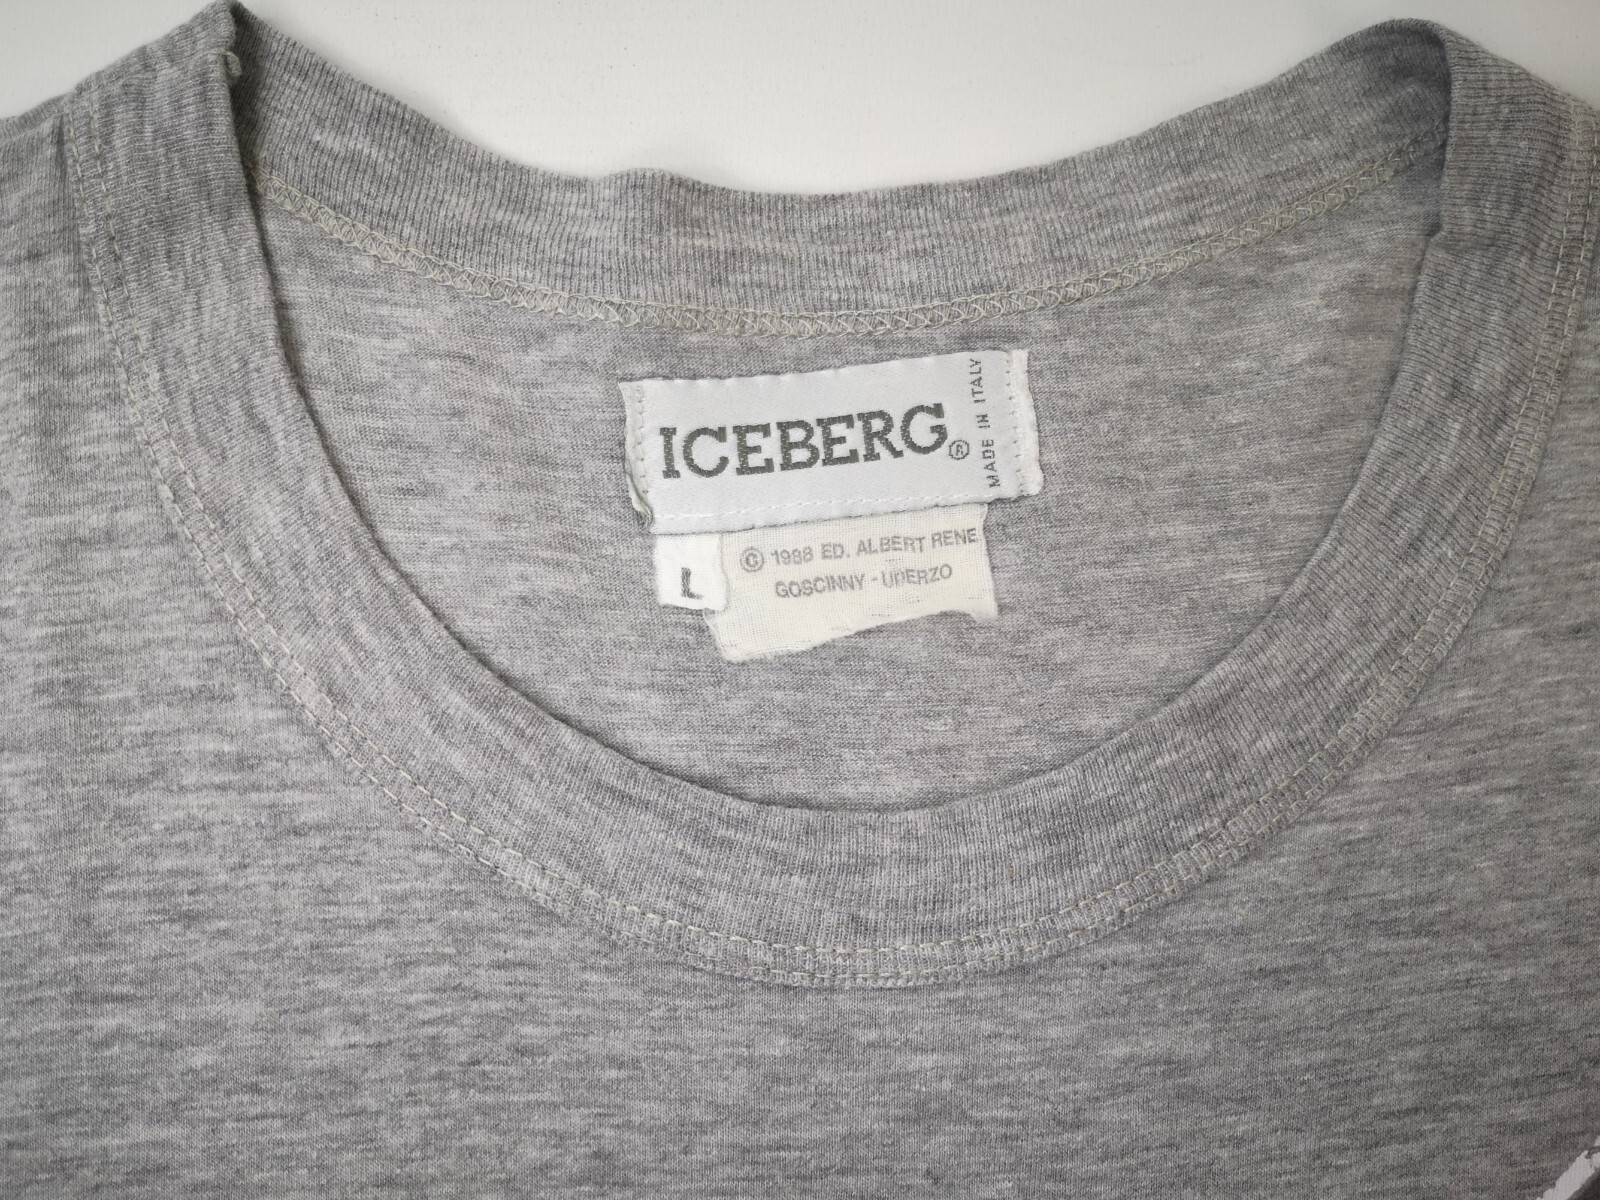 ICEBERG®
MADE IN ITALY
L
© 1988 ED. ALBERT RENE
GOSCINNY - UDERZO